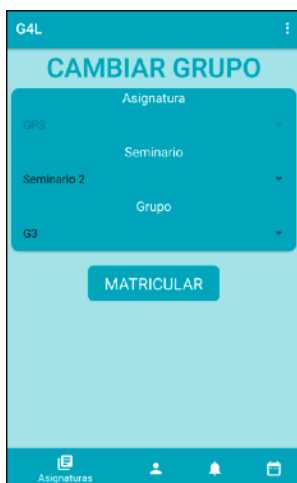 G4L
CAMBIAR GRUPO
Asignatura
GPS
Seminario
Seminario 2
Grupo
G3
MATRICULAR
Asignaturas